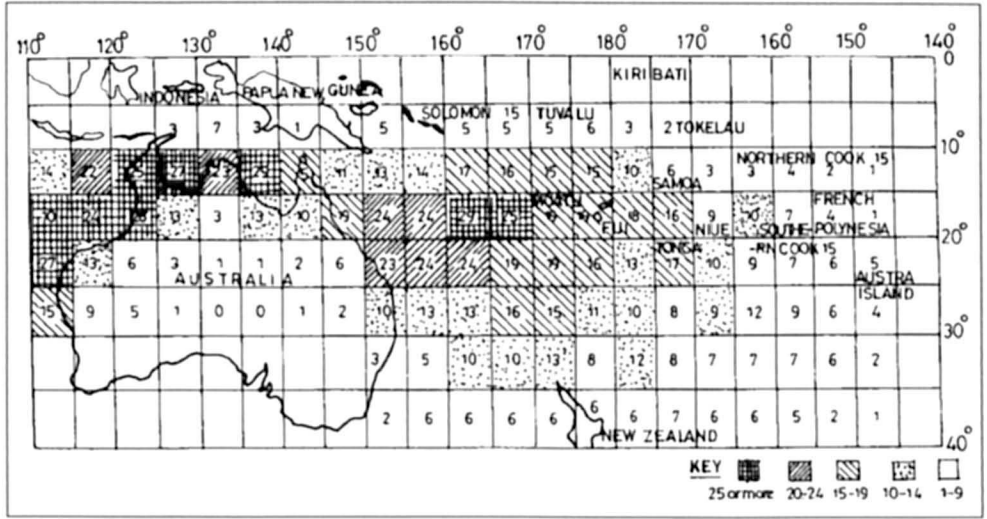 110° 120° 130° 140° 150° 160° 170° 180° 170° 160° 150° 140°
0
KIRIBATI
INDONESIA PAPUA NEW GUINEA
SOLOMON 15 TUVALU
3 7 3 1 5 5 5 5 6 3 2 TOKELAU
10°
NORTHERN COOK 15
14 22 27 11 13 14 17 16 15 15 10 6 3 3 4 2 1
SAMOA
FRENCH
30 24 13 3 13 10 19 24 24 29 25 18 16 9 10 7 4 1
FIJI NIUE SOUTHE- POLYNESIA
20°
TONGA -RN COOK 15
27 13 6 3 1 1 2 6 23 24 24 19 19 16 13 17 10 9 7 6 5
AUSTRALIA
AUSTRA
ISLAND
15 9 5 1 0 0 1 2 10 13 13 16 15 11 10 8 9 12 9 6 4
30°
3 5 10 10 13 8 12 8 7 7 7 6 2
2 6 6 6 6 6 6 7 6 6 5 2 1
NEW ZEALAND
40°
KEY
25 or more 20-24 15-19 10-14 1-9